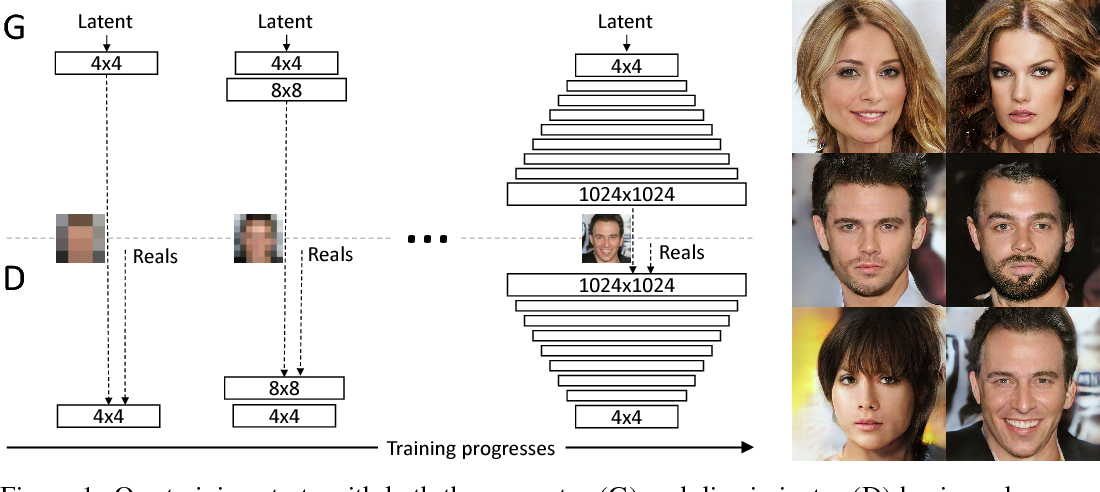 G
Latent
Latent
Latent
4x4
4x4
4x4
8x8
1024x1024
Reals
Reals
Reals
D
1024x1024
8x8
4x4
4x4
4x4
Training progresses